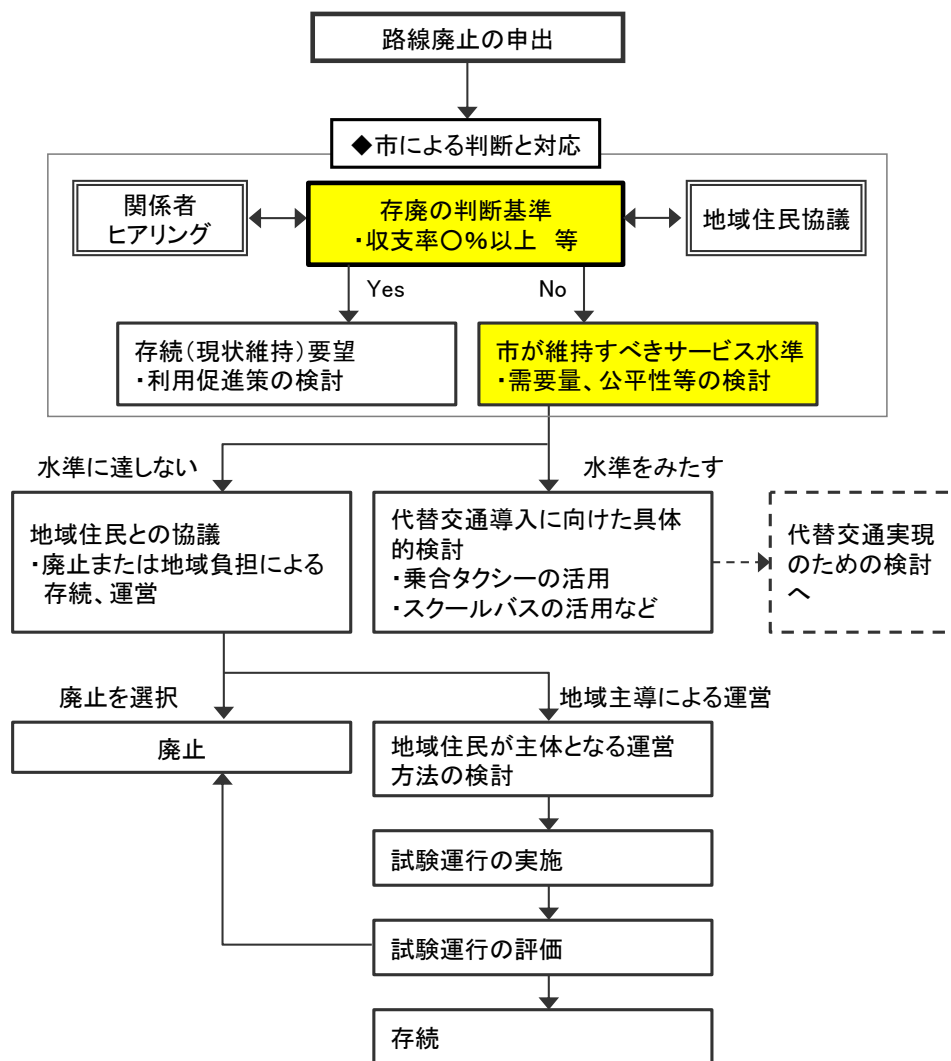 路線廃止の申出
◆市による判断と対応
関係者
ヒアリング
存廃の判断基準
・収支率〇%以上　等
地域住民協議
Yes
No
存続(現状維持)要望
・利用促進策の検討
市が維持すべきサービス水準
・需要量、公平性等の検討
水準に達しない
水準をみたす
地域住民との協議
・廃止または地域負担による
存続、運営
代替交通導入に向けた具体
的検討
・乗合タクシーの活用
・スクールバスの活用など
代替交通実現
のための検討
へ
廃止を選択
地域主導による運営
廃止
地域住民が主体となる運営
方法の検討
試験運行の実施
試験運行の評価
存続